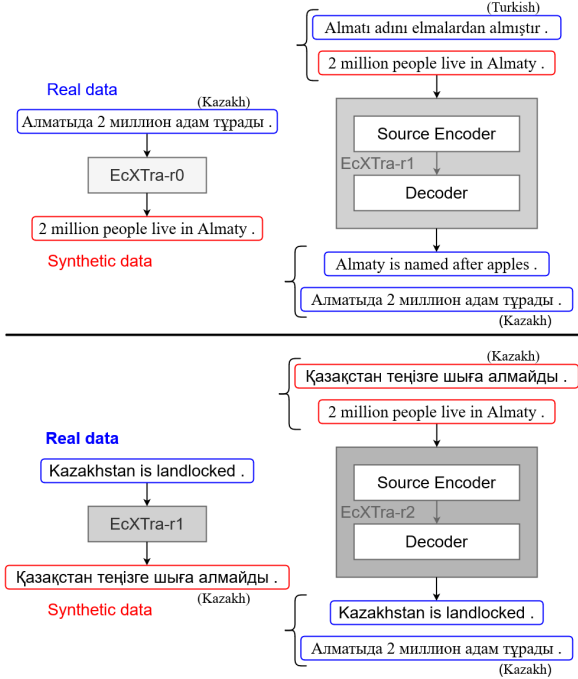 Real data
(Kazakh)
Алматыда 2 миллион адам тұрады .
EcXTra-r0
2 million people live in Almaty .
Synthetic data
(Turkish)
Almatı adını elmalardan almıştır .
2 million people live in Almaty .
Source Encoder
EcXTra-r1
Decoder
Almaty is named after apples .
Алматыда 2 миллион адам тұрады .
(Kazakh)
Real data
Kazakhstan is landlocked .
EcXTra-r1
Қазақстан теңізге шыға алмайды .
(Kazakh)
Synthetic data
(Kazakh)
Қазақстан теңізге шыға алмайды .
2 million people live in Almaty .
Source Encoder
EcXTra-r2
Decoder
Kazakhstan is landlocked .
Алматыда 2 миллион адам тұрады .
(Kazakh)